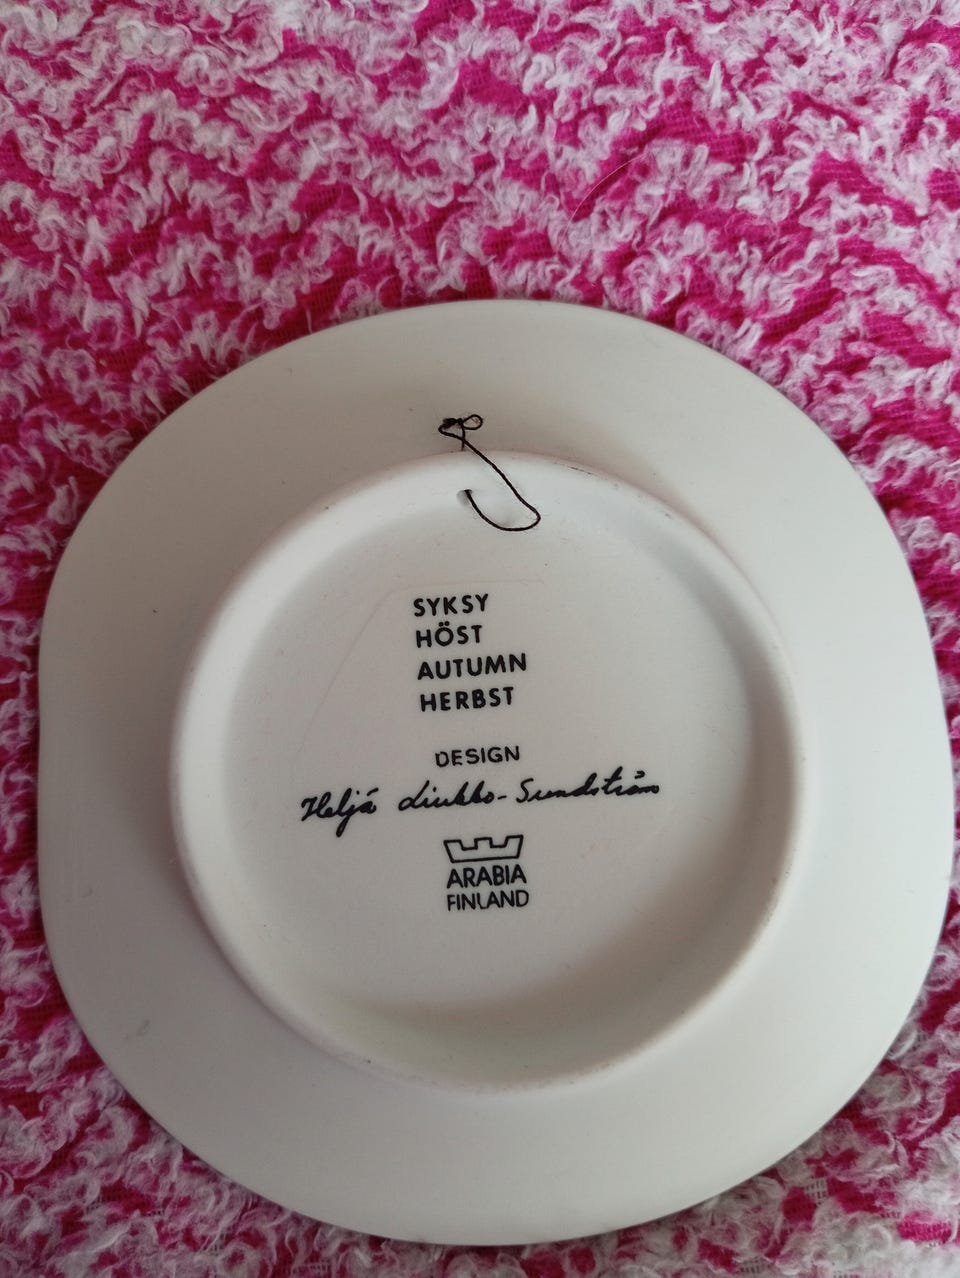 SYKSY
HÖST
AUTUMN
HERBST
DESIGN
Heljä Liukko-Sundström
ARABIA
FINLAND